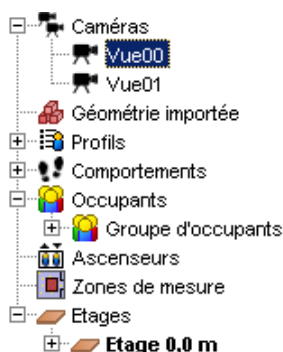 Caméras
Vue00
Vue01
Géométrie importée
Profils
Comportements
Occupants
Groupe d'occupants
Ascenseurs
Zones de mesure
Etages
Etage 0.0 m